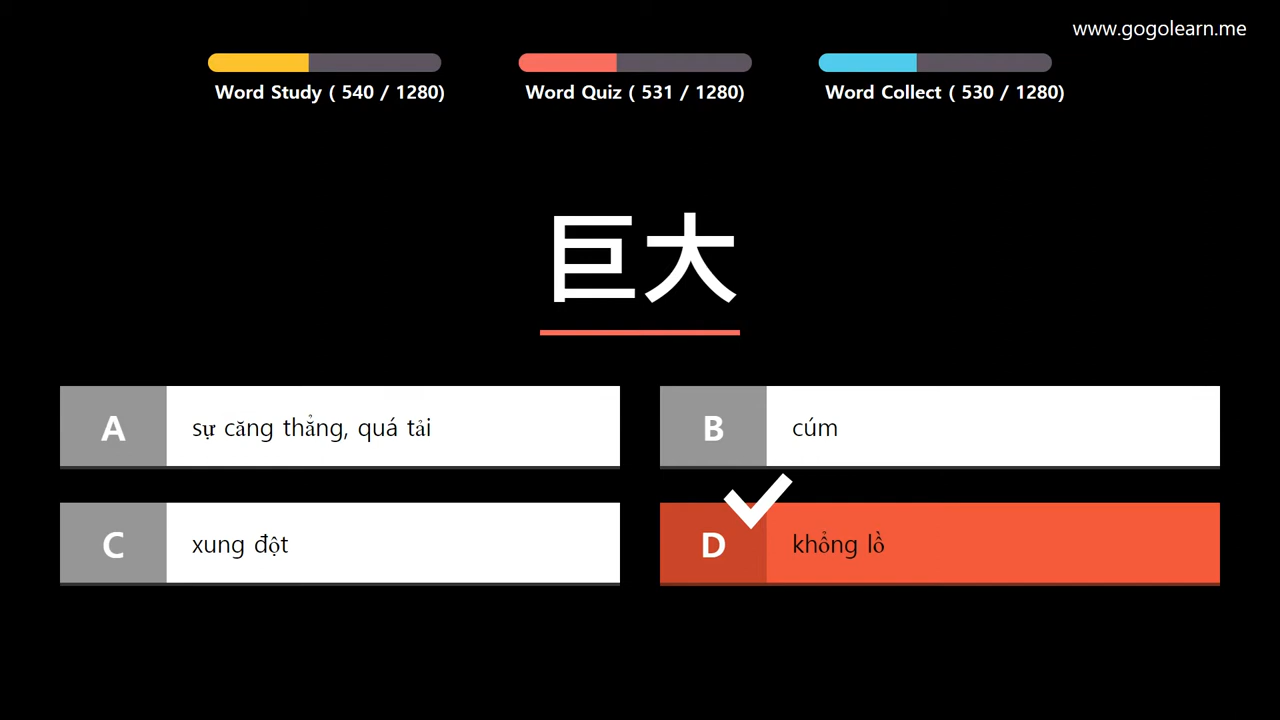 www.gogolearn.me
Word Study ( 540 / 1280)
Word Quiz ( 531 / 1280)
Word Collect ( 530 / 1280)
巨大
A sự căng thẳng, quá tải
B cúm
C xung đột
D khổng lồ